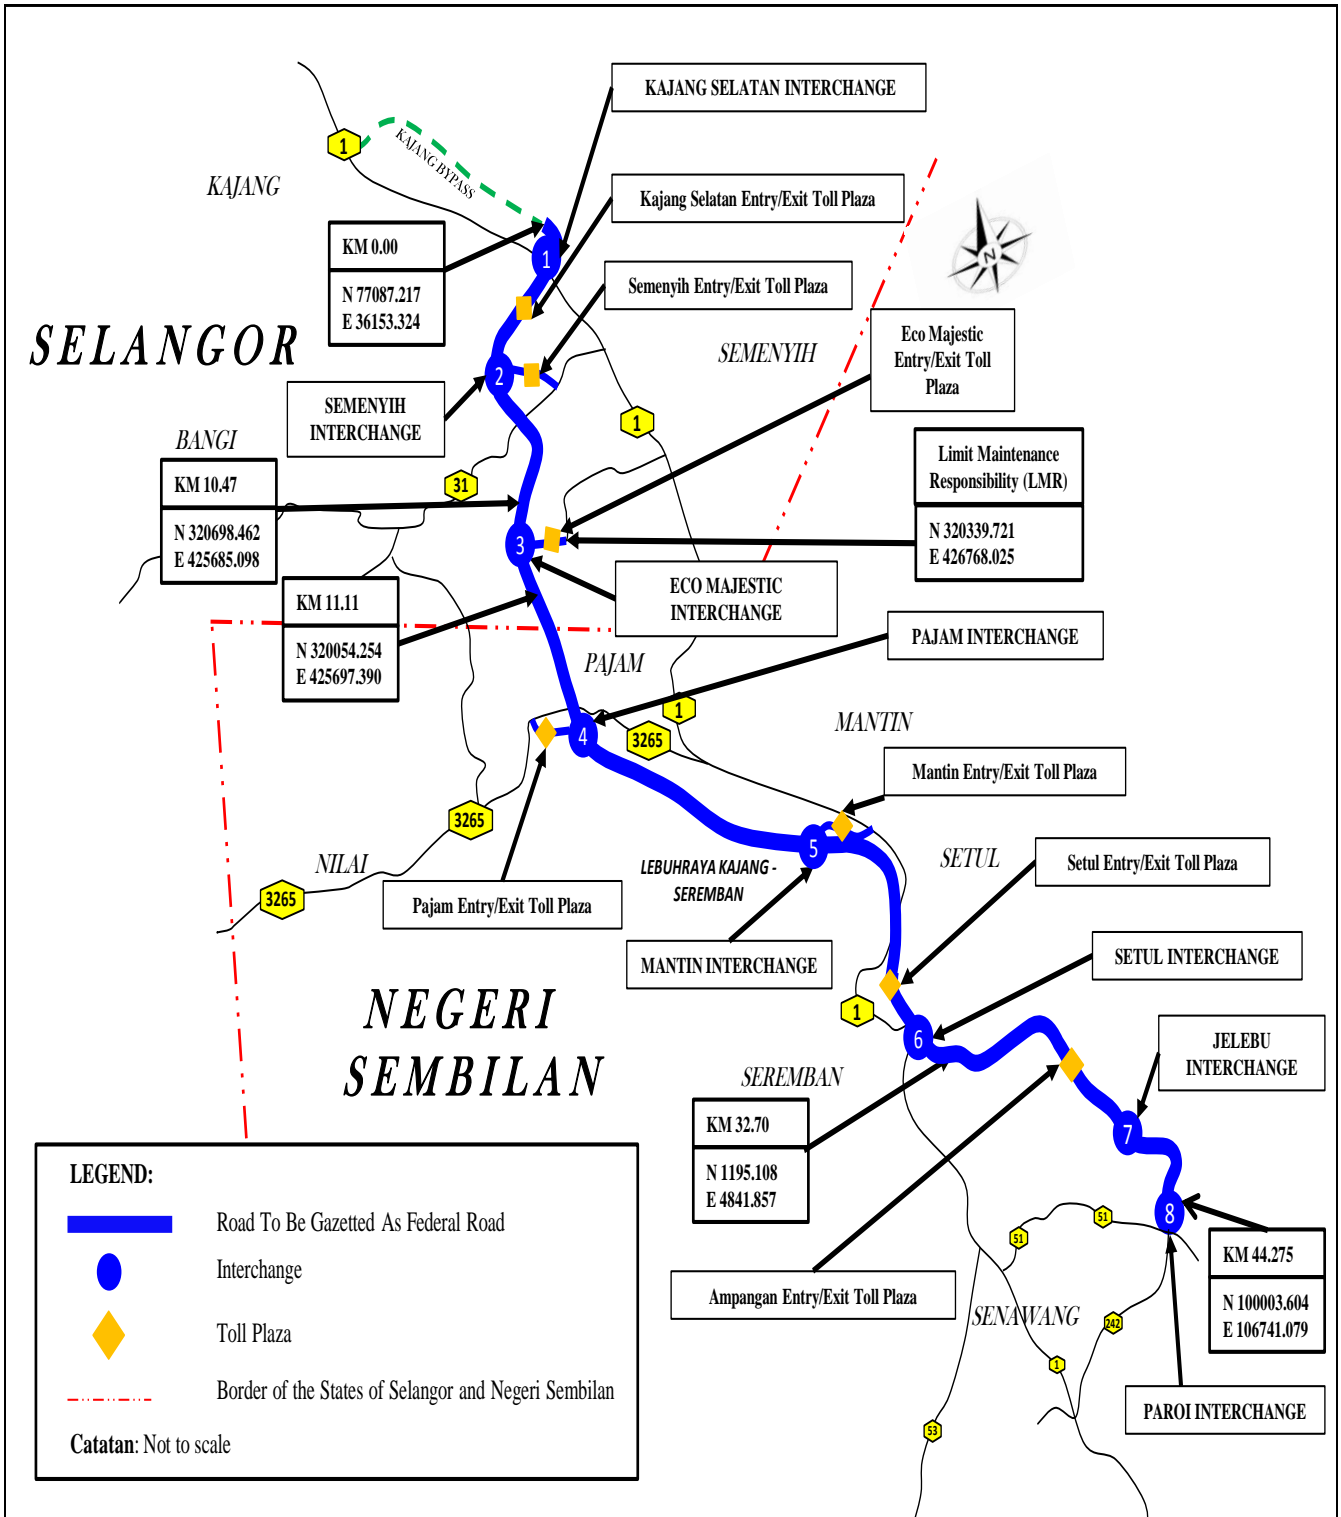 KAJANG SELATAN INTERCHANGE
1
KAJANG BYPASS
KAJANG
Kajang Selatan Entry/Exit Toll Plaza
KM 0.00
N 77087.217
E 36153.324
1
N
Semenyih Entry/Exit Toll Plaza
SELANGOR
SEMENYIH
Eco Majestic
Entry/Exit Toll
Plaza
2
SEMENYIH
INTERCHANGE
1
BANGI
KM 10.47
N 320698.462
E 425685.098
31
Limit Maintenance
Responsibility (LMR)
N 320339.721
E 426768.025
3
ECO MAJESTIC
INTERCHANGE
KM 11.11
N 320054.254
E 425697.390
PAJAM INTERCHANGE
PAJAM
1
MANTIN
4
3265
Mantin Entry/Exit Toll Plaza
3265
5
NILAI
LEBUHRAYA KAJANG -
SEREMBAN
SETUL
Setul Entry/Exit Toll Plaza
3265
Pajam Entry/Exit Toll Plaza
MANTIN INTERCHANGE
SETUL INTERCHANGE
NEGERI
SEMBILAN
1
6
JELEBU
INTERCHANGE
SEREMBAN
KM 32.70
N 1195.108
E 4841.857
7
8
51
51
KM 44.275
N 100003.604
E 106741.079
Ampangan Entry/Exit Toll Plaza
SENAWANG
242
1
PAROI INTERCHANGE
53
LEGEND:
Road To Be Gazetted As Federal Road
Interchange
Toll Plaza
Border of the States of Selangor and Negeri Sembilan
Catatan: Not to scale